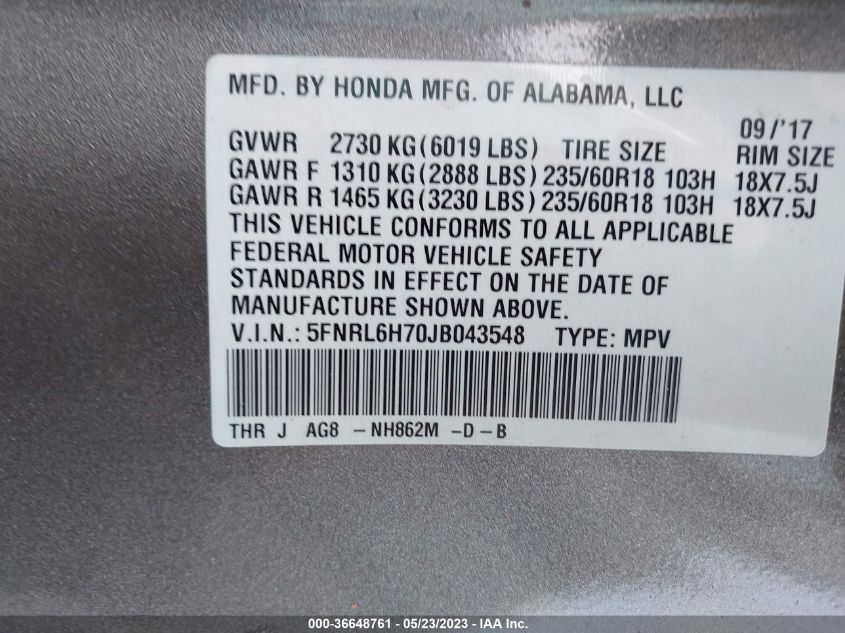 MFD. BY HONDA MFG. OF ALABAMA, LLC
09/'17
GVWR 2730 KG(6019 LBS) TIRE SIZE RIM SIZE
GAWR F 1310 KG(2888 LBS) 235/60R18 103H 18X7.5J
GAWR R 1465 KG(3230 LBS) 235/60R18 103H 18X7.5J
THIS VEHICLE CONFORMS TO ALL APPLICABLE
FEDERAL MOTOR VEHICLE SAFETY
STANDARDS IN EFFECT ON THE DATE OF
MANUFACTURE SHOWN ABOVE.
V.I.N.: 5FNRL6H70JB043548 TYPE: MPV
THR J AG8 -NH862M -D-B
000-36648761 - 05/23/2023 - IAA Inc.